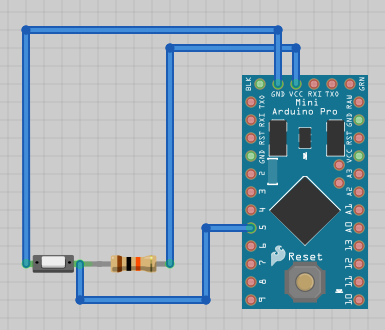 BLK
GRN
GND VCC RXI TXO
Mini
Arduino Pro
TXO
RXI
RST
GND
2
3
4
5
6
7
8
9
RAW
GND
RST
VCC
A3
A2
A1
A0
13
12
11
10
Reset